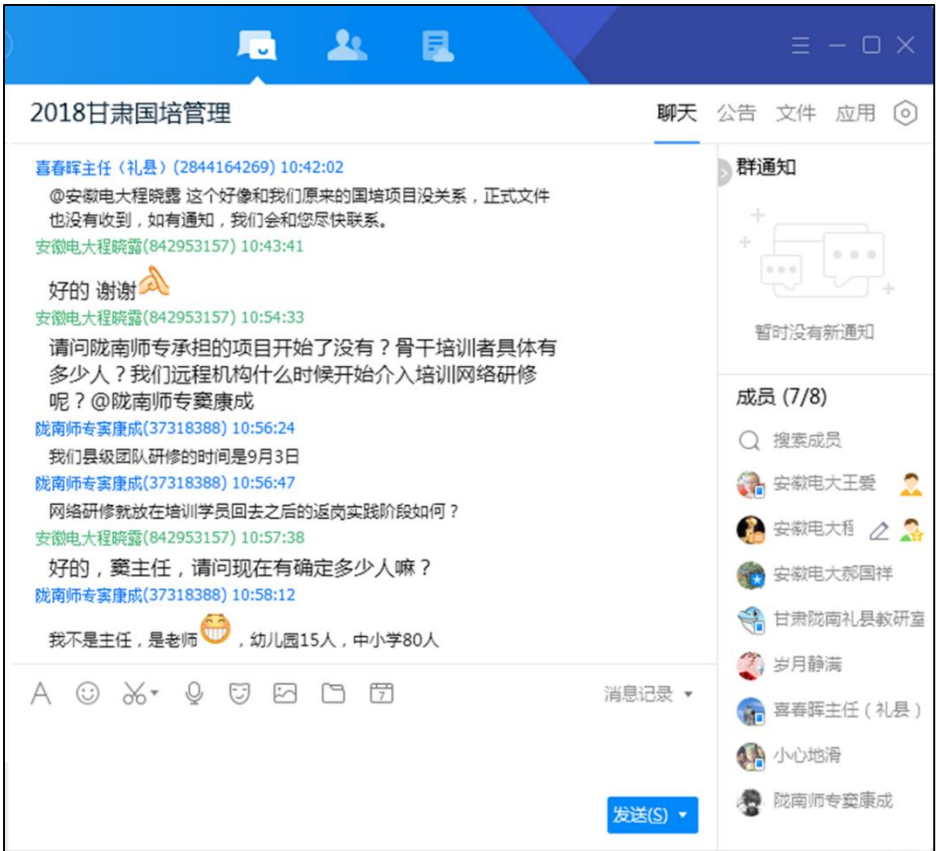 2018甘肃国培管理
聊天 公告 文件 应用
喜春晖主任（礼县）(2844164269) 10:42:02
@安徽电大程晓露 这个好像和我们原来的国培项目没关系，正式文件
也没有收到，如有通知，我们会和您尽快联系。
安徽电大程晓露(842953157) 10:43:41
好的 谢谢
安徽电大程晓露(842953157) 10:54:33
请问陇南师专承担的项目开始了没有？骨干培训者具体有
多少人？我们远程机构什么时候开始介入培训网络研修
呢？@陇南师专窦康成
陇南师专窦康成(37318388) 10:56:24
我们县级团队研修的时间是9月3日
陇南师专窦康成(37318388) 10:56:47
网络研修就放在培训学员回去之后的返岗实践阶段如何？
安徽电大程晓露(842953157) 10:57:38
好的，窦主任，请问现在有确定多少人嘛？
陇南师专窦康成(37318388) 10:58:12
我不是主任，是老师，幼儿园15人，中小学80人
消息记录
发送(S)
群通知
暂时没有新通知
成员 (7/8)
搜索成员
安徽电大王爱
安徽电大程
安徽电大郝国祥
甘肃陇南礼县教研室
岁月静满
喜春晖主任（礼县）
小心地滑
陇南师专窦康成